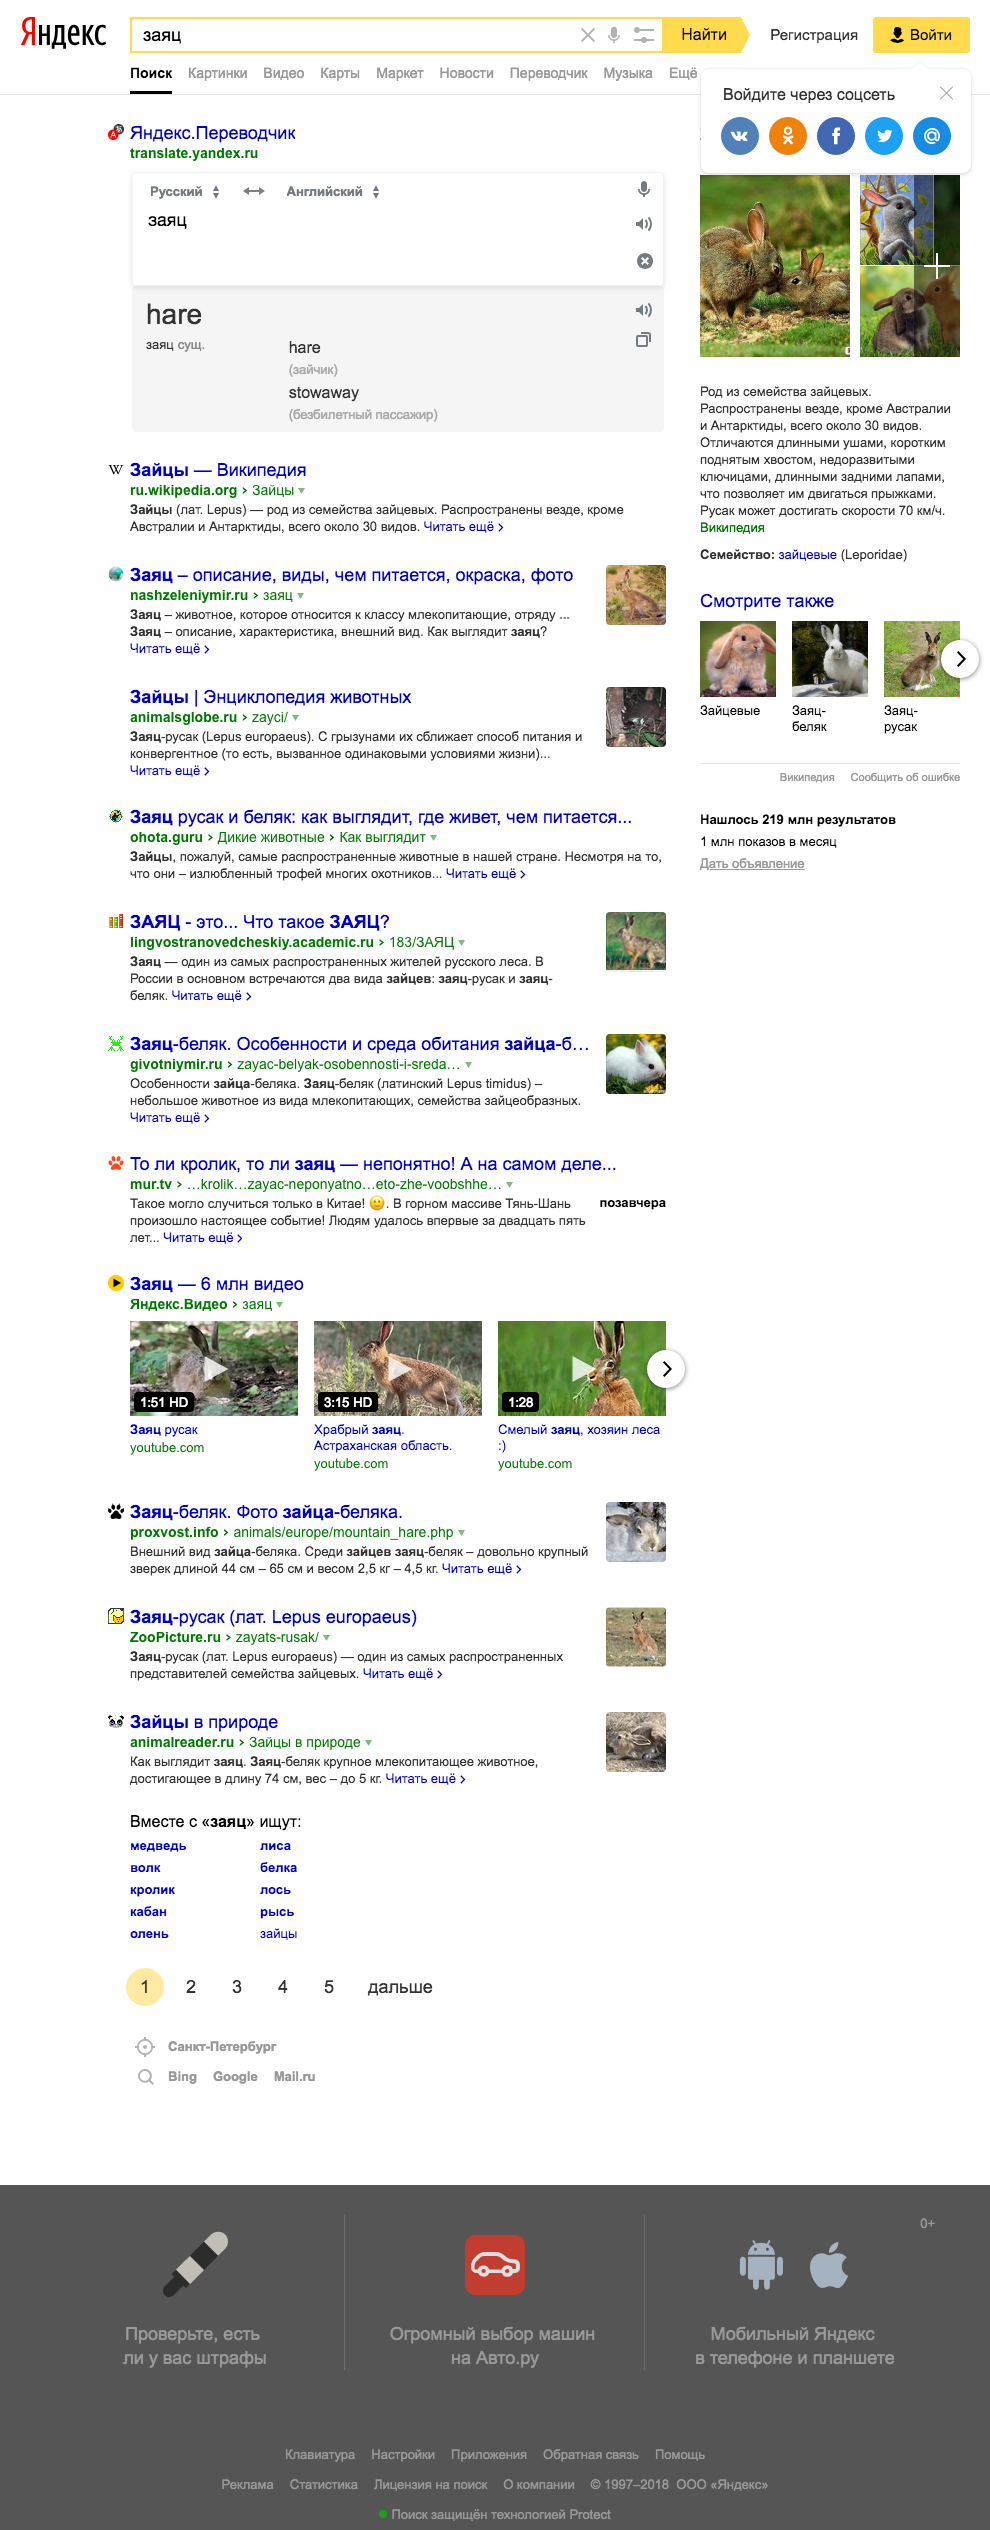 Яндекс
заяц
Найти
Регистрация
Войти
Поиск Картинки Видео Карты Маркет Новости Переводчик Музыка Ещё
Войдите через соцсеть
Яндекс.Переводчик
translate.yandex.ru
Русский Английский
заяц
hare
заяц сущ.
hare
(зайчик)
stowaway
(безбилетный пассажир)
Зайцы — Википедия
ru.wikipedia.org › Зайцы
Зайцы (лат. Lepus) — род из семейства зайцевых. Распространены везде, кроме
Австралии и Антарктиды, всего около 30 видов. Читать ещё ›
Заяц – описание, виды, чем питается, окраска, фото
nashzeleniymir.ru › заяц
Заяц – животное, которое относится к классу млекопитающие, отряду ...
Заяц – описание, характеристика, внешний вид. Как выглядит заяц?
Читать ещё ›
Зайцы | Энциклопедия животных
animalsglobe.ru › zayci/
Заяц-русак (Lepus europaeus). С грызунами их сближает способ питания и
конвергентное (то есть, вызванное одинаковыми условиями жизни)...
Читать ещё ›
Заяц русак и беляк: как выглядит, где живет, чем питается...
ohota.guru › Дикие животные › Как выглядит
Зайцы, пожалуй, самые распространенные животные в нашей стране. Несмотря на то,
что они – излюбленный трофей многих охотников... Читать ещё ›
ЗАЯЦ - это... Что такое ЗАЯЦ?
lingvostranovedcheskiy.academic.ru › 183/ЗАЯЦ
Заяц — один из самых распространенных жителей русского леса. В
России в основном встречаются два вида зайцев: заяц-русак и заяц-
беляк. Читать ещё ›
Заяц-беляк. Особенности и среда обитания зайца-б…
givotniymir.ru › zayac-belyak-osobennosti-i-sreda…
Особенности зайца-беляка. Заяц-беляк (латинский Lepus timidus) –
небольшое животное из вида млекопитающих, семейства зайцеобразных.
Читать ещё ›
То ли кролик, то ли заяц — непонятно! А на самом деле...
mur.tv › …krolik…zayac-neponyatno…eto-zhe-voobshhe…
Такое могло случиться только в Китае! 🙂. В горном массиве Тянь-Шань
произошло настоящее событие! Людям удалось впервые за двадцать пять
лет... Читать ещё ›
позавчера
Заяц — 6 млн видео
Яндекс.Видео › заяц
1:51 HD
3:15 HD
1:28
Заяц русак
youtube.com
Храбрый заяц.
Астраханская область.
youtube.com
Смелый заяц, хозяин леса
:)
youtube.com
Заяц-беляк. Фото зайца-беляка.
proxvost.info › animals/europe/mountain_hare.php
Внешний вид зайца-беляка. Среди зайцев заяц-беляк – довольно крупный
зверек длиной 44 см – 65 см и весом 2,5 кг – 4,5 кг. Читать ещё ›
Заяц-русак (лат. Lepus europaeus)
ZooPicture.ru › zayats-rusak/
Заяц-русак (лат. Lepus europaeus) — один из самых распространенных
представителей семейства зайцевых. Читать ещё ›
Зайцы в природе
animalreader.ru › Зайцы в природе
Как выглядит заяц. Заяц-беляк крупное млекопитающее животное,
достигающее в длину 74 см, вес – до 5 кг. Читать ещё ›
Вместе с «заяц» ищут:
медведь лиса
волк белка
кролик лось
кабан рысь
олень зайцы
1 2 3 4 5 дальше
Санкт-Петербург
Bing Google Mail.ru
Род из семейства зайцевых.
Распространены везде, кроме Австралии
и Антарктиды, всего около 30 видов.
Отличаются длинными ушами, коротким
поднятым хвостом, недоразвитыми
ключицами, длинными задними лапами,
что позволяет им двигаться прыжками.
Русак может достигать скорости 70 км/ч.
Википедия
Семейство: зайцевые (Leporidae)
Смотрите также
Зайцевые
Заяц-
беляк
Заяц-
русак
Википедия Сообщить об ошибке
Нашлось 219 млн результатов
1 млн показов в месяц
Дать объявление
0+
Проверьте, есть
ли у вас штрафы
Огромный выбор машин
на Авто.ру
Мобильный Яндекс
в телефоне и планшете
Клавиатура Настройки Приложения Обратная связь Помощь
Реклама Статистика Лицензия на поиск О компании © 1997–2018 ООО «Яндекс»
Поиск защищён технологией Protect